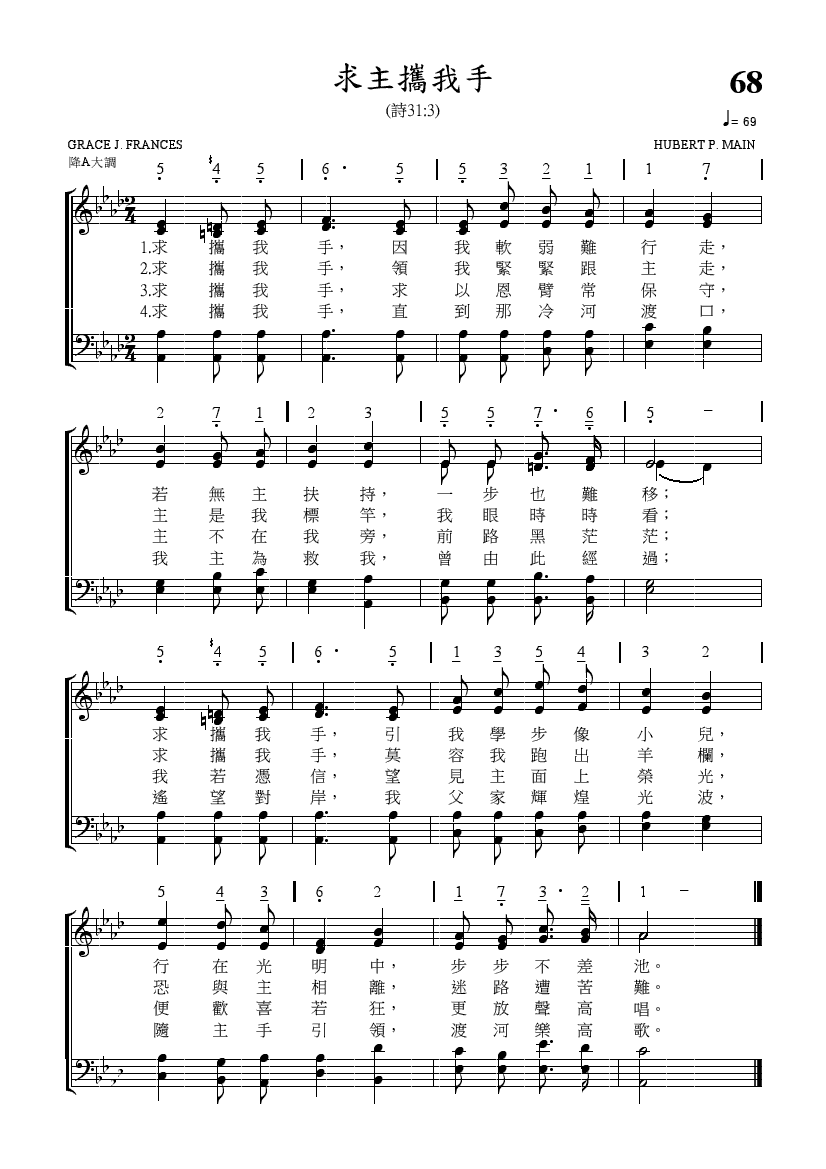 求主攜我手
68
(詩31:3)
♩= 69
GRACE J. FRANCES
HUBERT P. MAIN
降A大調
5 4 5 6 · 5 5 3 2 1 1 7
1.求 攜 我 手， 因 我 軟 弱 難 行 走，
2.求 攜 我 手， 領 我 緊 緊 跟 主 走，
3.求 攜 我 手， 求 以 恩 臂 常 保 守，
4.求 攜 我 手， 直 到 那 冷 河 渡 口，
2 7 1 2 3 5 5 7 · 6 5 –
若 無 主 扶 持， 一 步 也 難 移；
主 是 我 標 竿， 我 眼 時 時 看；
主 不 在 我 旁， 前 路 黑 茫 茫；
我 主 為 救 我， 曾 由 此 經 過；
5 4 5 6 · 5 1 3 5 4 3 2
求 攜 我 手， 引 我 學 步 像 小 兒，
求 攜 我 手， 莫 容 我 跑 出 羊 欄，
我 若 憑 信， 望 見 主 面 上 榮 光，
遙 望 對 岸， 我 父 家 輝 煌 光 波，
5 4 3 6 2 1 7 3 · 2 1 –
行 在 光 明 中， 步 步 不 差 池。
恐 與 主 相 離， 迷 路 遭 苦 難。
便 歡 喜 若 狂， 更 放 聲 高 唱。
隨 主 手 引 領， 渡 河 樂 高 歌。